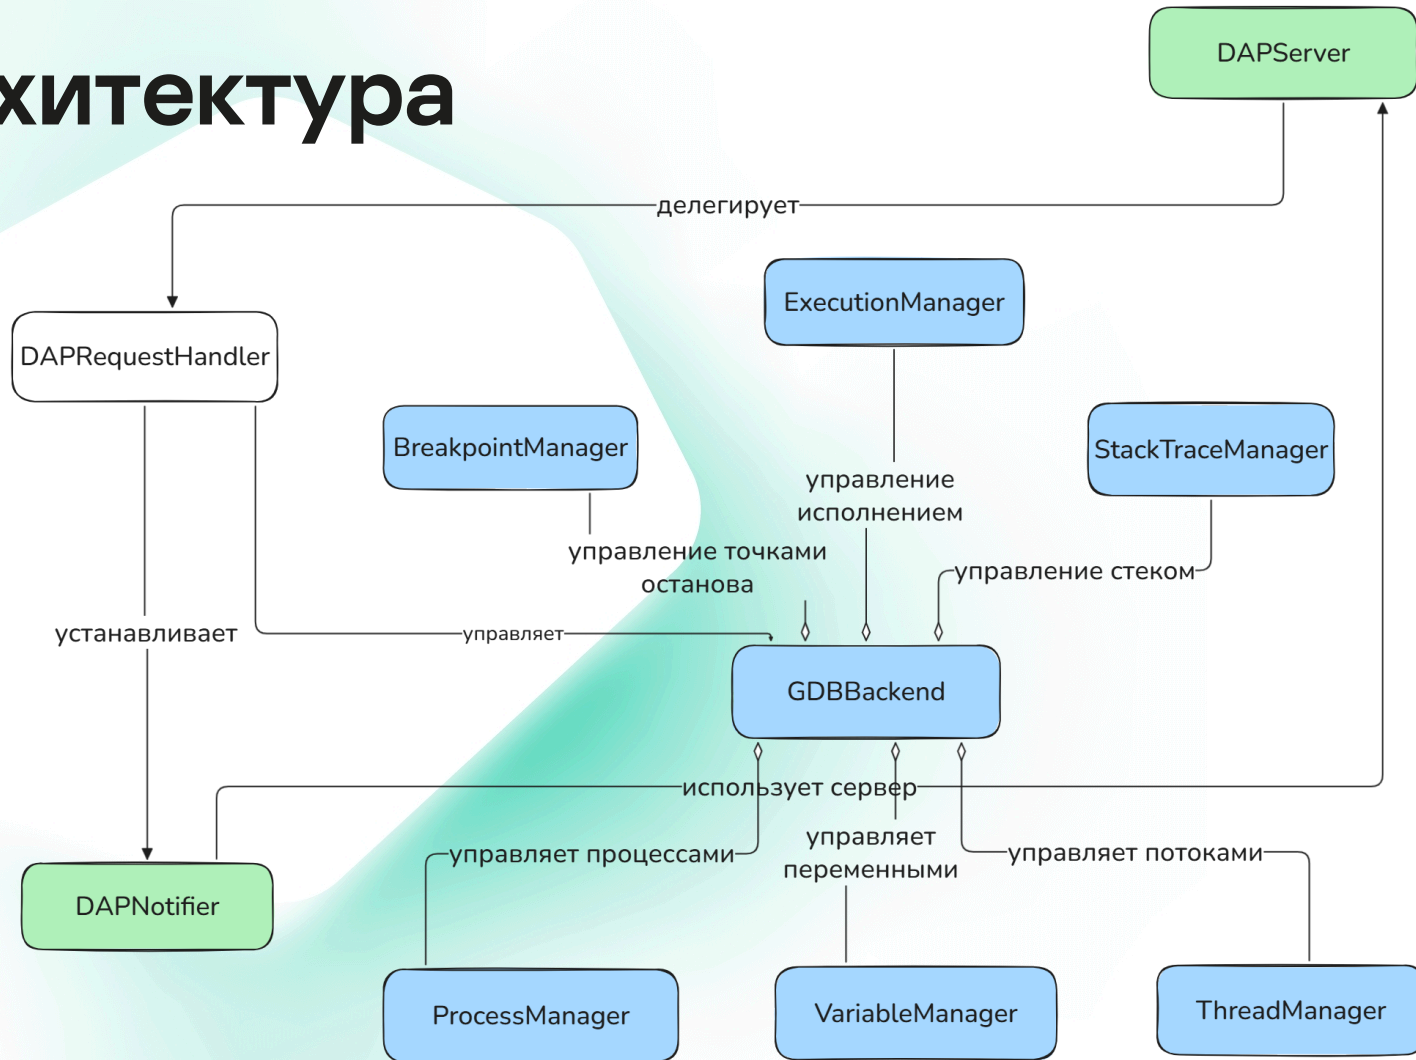 DAPServer
хитектура
делегирует
ExecutionManager
DAPRequestHandler
BreakpointManager
StackTraceManager
управление
исполнением
управление точками
останова
управление стеком
устанавливает
управляет
GDBBackend
использует сервер
управляет процессами
управляет
переменными
управляет потоками
DAPNotifier
ProcessManager
VariableManager
ThreadManager